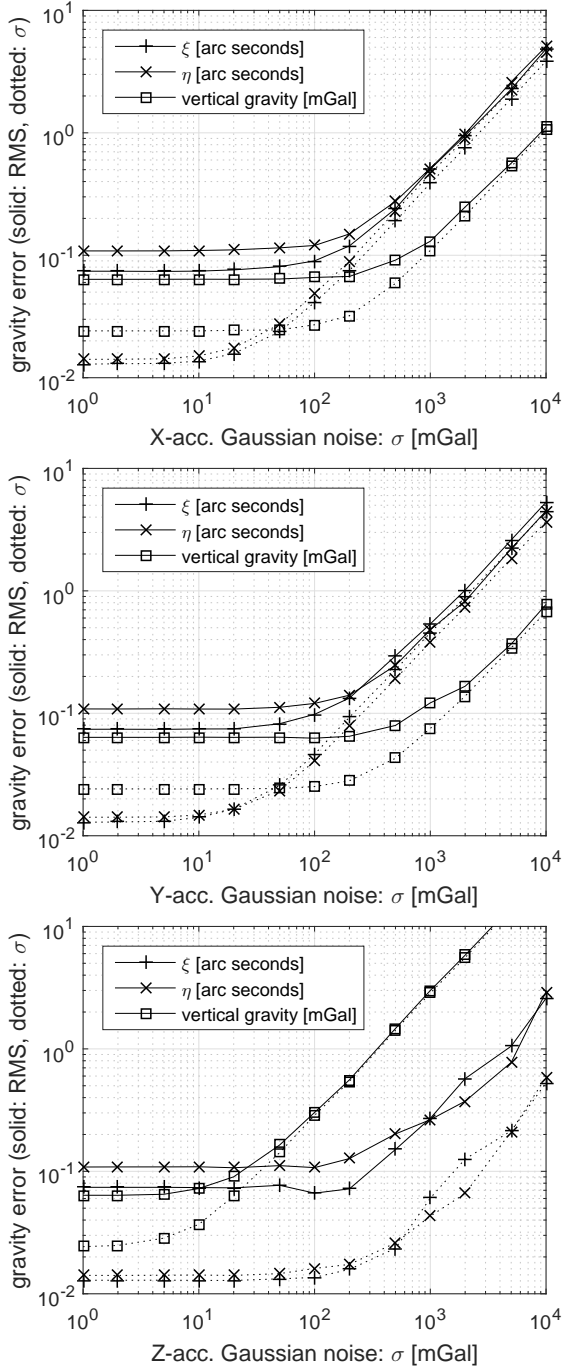 10^1
10^0
10^-1
10^-2
gravity error (solid: RMS, dotted: σ)
ξ [arc seconds]
η [arc seconds]
vertical gravity [mGal]
10^0 10^1 10^2 10^3 10^4
X-acc. Gaussian noise: σ [mGal]
10^1
10^0
10^-1
10^-2
gravity error (solid: RMS, dotted: σ)
ξ [arc seconds]
η [arc seconds]
vertical gravity [mGal]
10^0 10^1 10^2 10^3 10^4
Y-acc. Gaussian noise: σ [mGal]
10^1
10^0
10^-1
10^-2
gravity error (solid: RMS, dotted: σ)
ξ [arc seconds]
η [arc seconds]
vertical gravity [mGal]
10^0 10^1 10^2 10^3 10^4
Z-acc. Gaussian noise: σ [mGal]